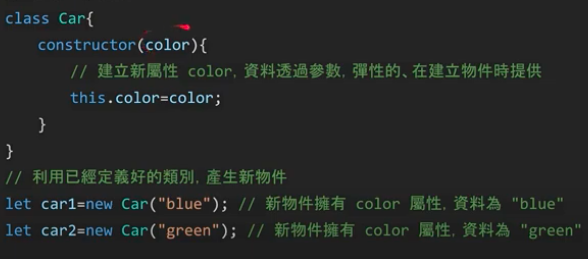 class Car{
constructor(color){
// 建立新屬性 color, 資料透過參數, 彈性的、在建立物件時提供
this.color=color;
}
}
// 利用已經定義好的類別, 產生新物件
let car1=new Car("blue"); // 新物件擁有 color 屬性, 資料為 "blue"
let car2=new Car("green"); // 新物件擁有 color 屬性, 資料為 "green"